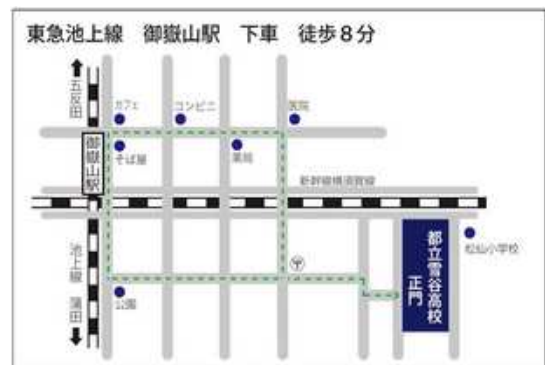 東急池上線 御嶽山駅 下車 徒歩8分
五反田
カフェ
コンビニ
医院
御嶽山駅
そば屋
薬局
新幹線横須賀線
池上線
蒲田
公園
〒
都立雪谷高校
正門
松仙小学校